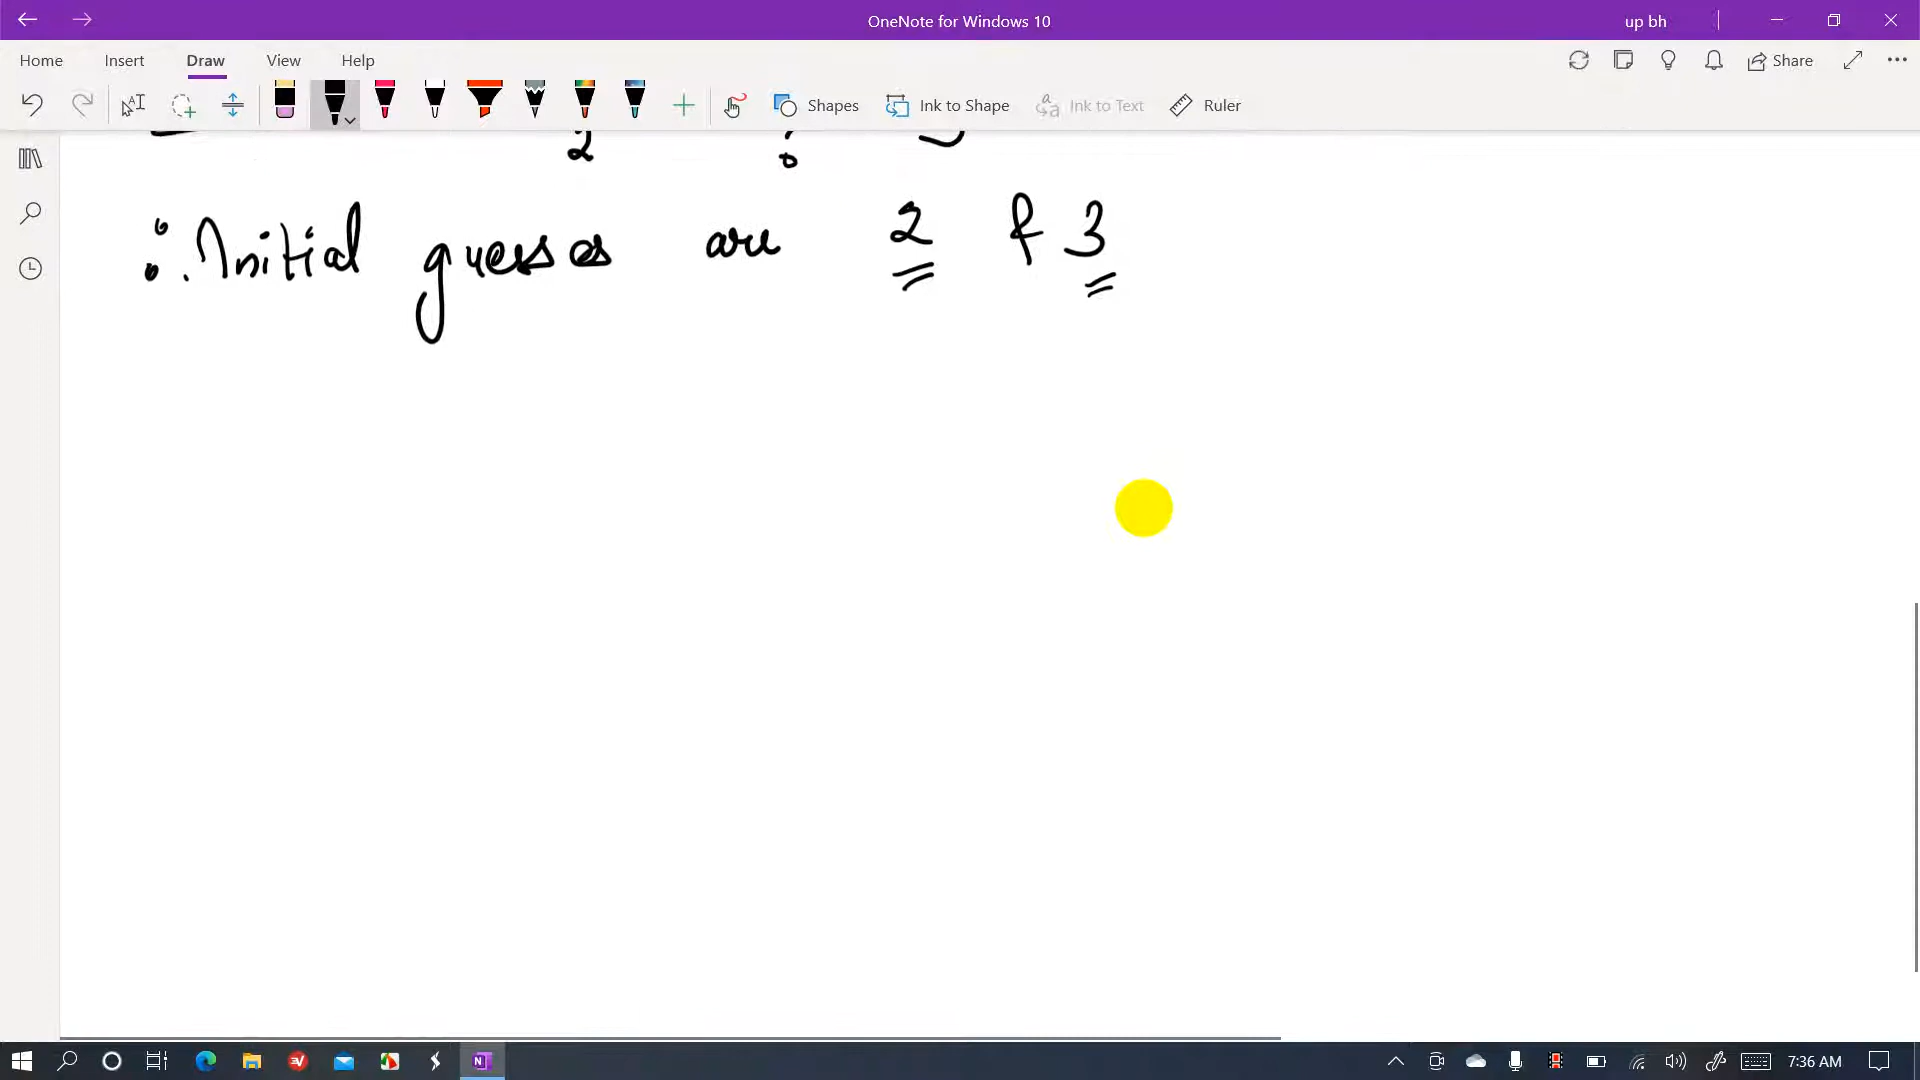 OneNote for Windows 10
up bh
Home Insert Draw View Help
Share
Shapes Ink to Shape Ink to Text Ruler
∴ Initial guesses are 2 & 3
7:36 AM